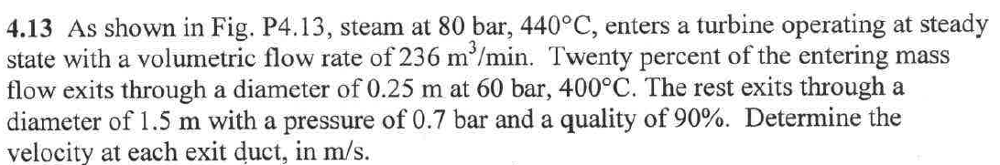 4.13 As shown in Fig. P4.13, steam at 80 bar, 440°C, enters a turbine operating at steady
state with a volumetric flow rate of 236 m³/min. Twenty percent of the entering mass
flow exits through a diameter of 0.25 m at 60 bar, 400°C. The rest exits through a
diameter of 1.5 m with a pressure of 0.7 bar and a quality of 90%. Determine the
velocity at each exit duct, in m/s.